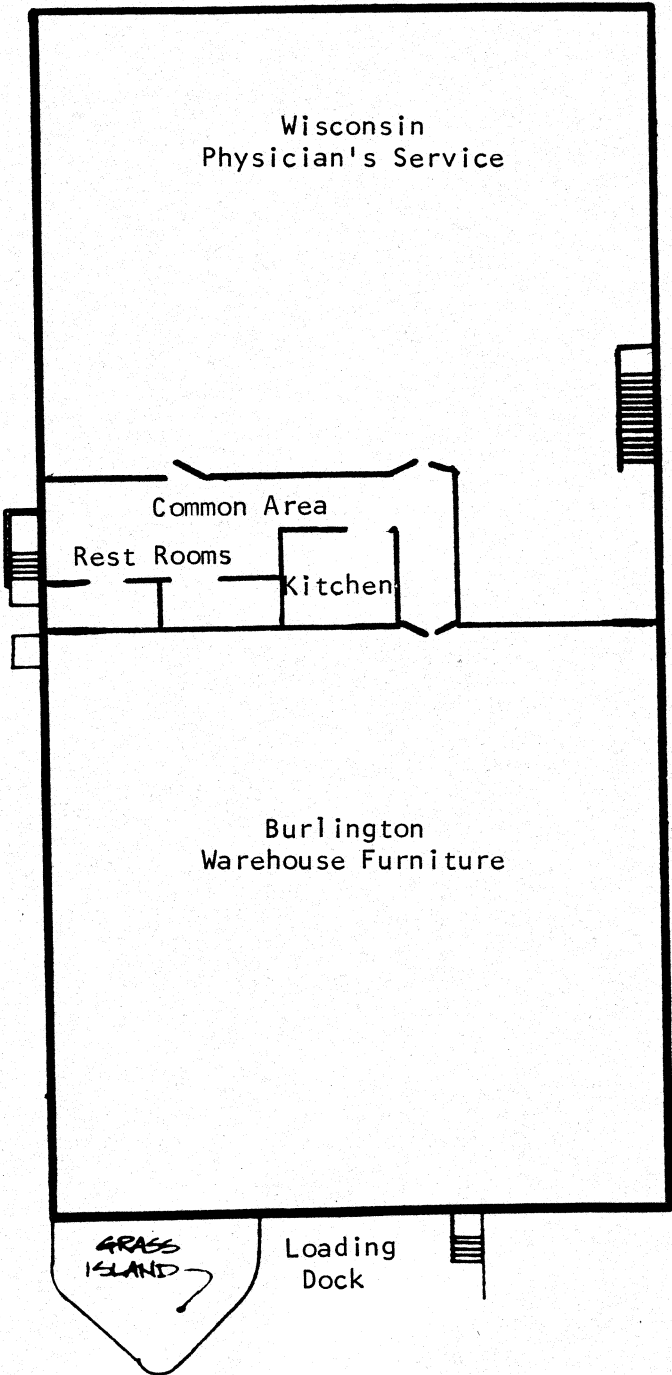 Wisconsin
Physician's Service
Common Area
Rest Rooms
Kitchen
Burlington
Warehouse Furniture
GRASS
ISLAND
Loading
Dock